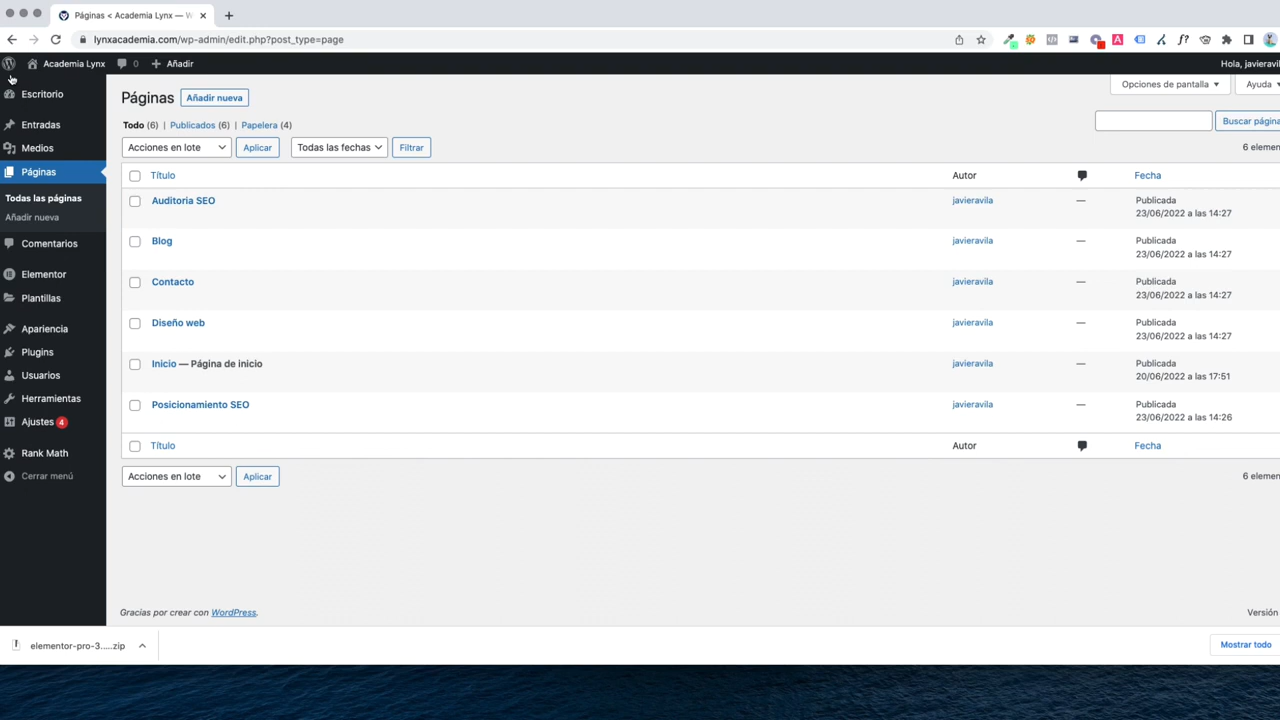 Páginas < Academia Lynx — W
lynxacademia.com/wp-admin/edit.php?post_type=page
Academia Lynx 0 Añadir
Hola, javieravil
Escritorio
Entradas
Medios
Páginas
Todas las páginas
Añadir nueva
Comentarios
Elementor
Plantillas
Apariencia
Plugins
Usuarios
Herramientas
Ajustes 4
Rank Math
Cerrar menú
Opciones de pantalla Ayuda
Páginas Añadir nueva
Todo (6) | Publicados (6) | Papelera (4)
Buscar página
Acciones en lote Aplicar Todas las fechas Filtrar 6 elemen
Título Autor Fecha
Auditoria SEO javieravila — Publicada
23/06/2022 a las 14:27
Blog javieravila — Publicada
23/06/2022 a las 14:27
Contacto javieravila — Publicada
23/06/2022 a las 14:27
Diseño web javieravila — Publicada
23/06/2022 a las 14:27
Inicio — Página de inicio javieravila — Publicada
20/06/2022 a las 17:51
Posicionamiento SEO javieravila — Publicada
23/06/2022 a las 14:26
Título Autor Fecha
Acciones en lote Aplicar 6 elemen
Gracias por crear con WordPress. Versión
elementor-pro-3.....zip Mostrar todo